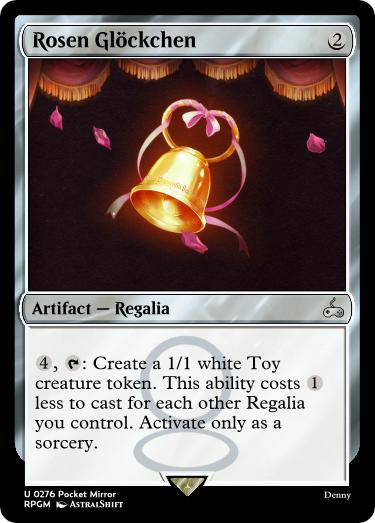 Rosen Glöckchen 2
Artifact — Regalia
4, : Create a 1/1 white Toy
creature token. This ability costs 1
less to cast for each other Regalia
you control. Activate only as a
sorcery.
U 0276 Pocket Mirror
RPGM AstralShift
Denny